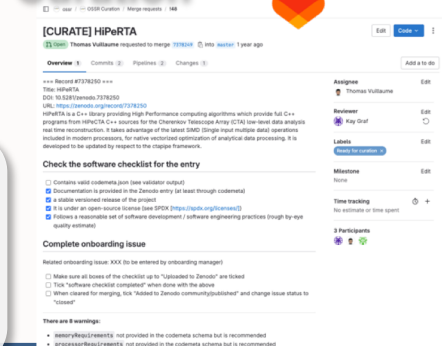 ossr / ... / OSSR Curation / Merge requests / !48
[CURATE] HiPeRTA
Edit
Code
Open Thomas Vuillaume requested to merge 7378250 into master 1 year ago
Overview 1 Commits 2 Pipelines 2 Changes 1
Add a to do
=== Record #7378250 ===
Title: HiPeRTA
DOI: 10.5281/zenodo.7378250
URL: https://zenodo.org/record/7378250
HiPeRTA is a C++ library providing High Performance computing algorithms which provide full C++
programs from HiPeCTA C++ sources for the Cherenkov Telescope Array (CTA) low-level data analysis
real time reconstruction. It takes advantage of the latest SIMD (Single input multiple data) operations
included in modern processors, for native vectorized optimization of analytical data processing. It is
developed to be updated by respect to the ctapipe framework.
Check the software checklist for the entry
Contains valid codemeta.json (see validator output)
Documentation is provided in the Zenodo entry (at least through codemeta)
a stable versioned release of the project
It is under an open-source license (see SPDX [https://spdx.org/licenses/])
Follows a reasonable set of software development / software engineering practices (rough by-eye
quality estimate)
Complete onboarding issue
Related onboarding issue: XXX (to be entered by onboarding manager)
Make sure all boxes of the checklist up to "Uploaded to Zenodo" are ticked
Tick "software checklist completed" when done with the above
When cleared for merging, tick "Added to Zenodo community/published" and change issue status to
"closed"
There are 8 warnings:
memoryRequirements not provided in the codemeta schema but is recommended
processorRequirements not provided in the codemeta schema but is recommended
Assignee Edit
Thomas Vuillaume
Reviewer Edit
Kay Graf
Labels Edit
Ready for curation ×
Milestone Edit
None
Time tracking
No estimate or time spent
3 Participants